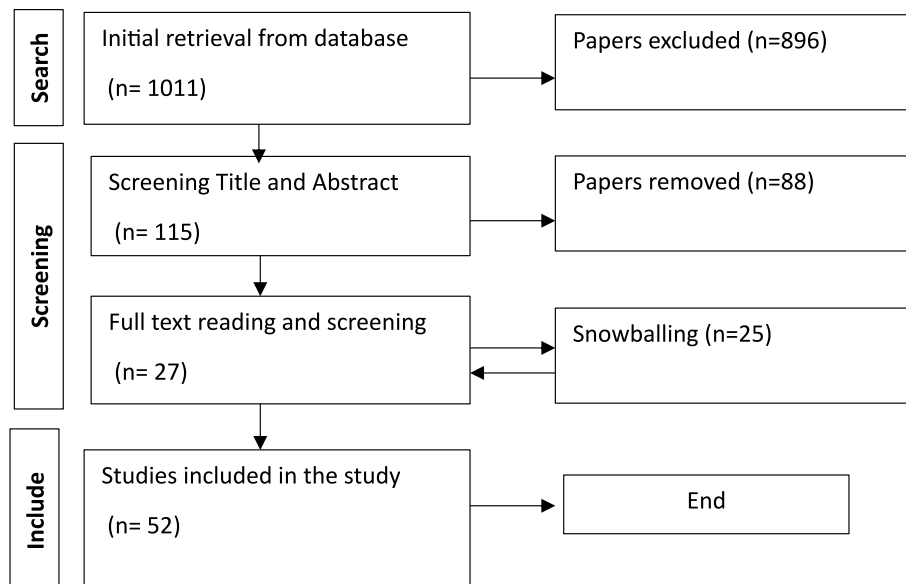 Search
Initial retrieval from database
(n= 1011)
Papers excluded (n=896)
Screening
Screening Title and Abstract
(n= 115)
Papers removed (n=88)
Full text reading and screening
(n= 27)
Snowballing (n=25)
Include
Studies included in the study
(n= 52)
End